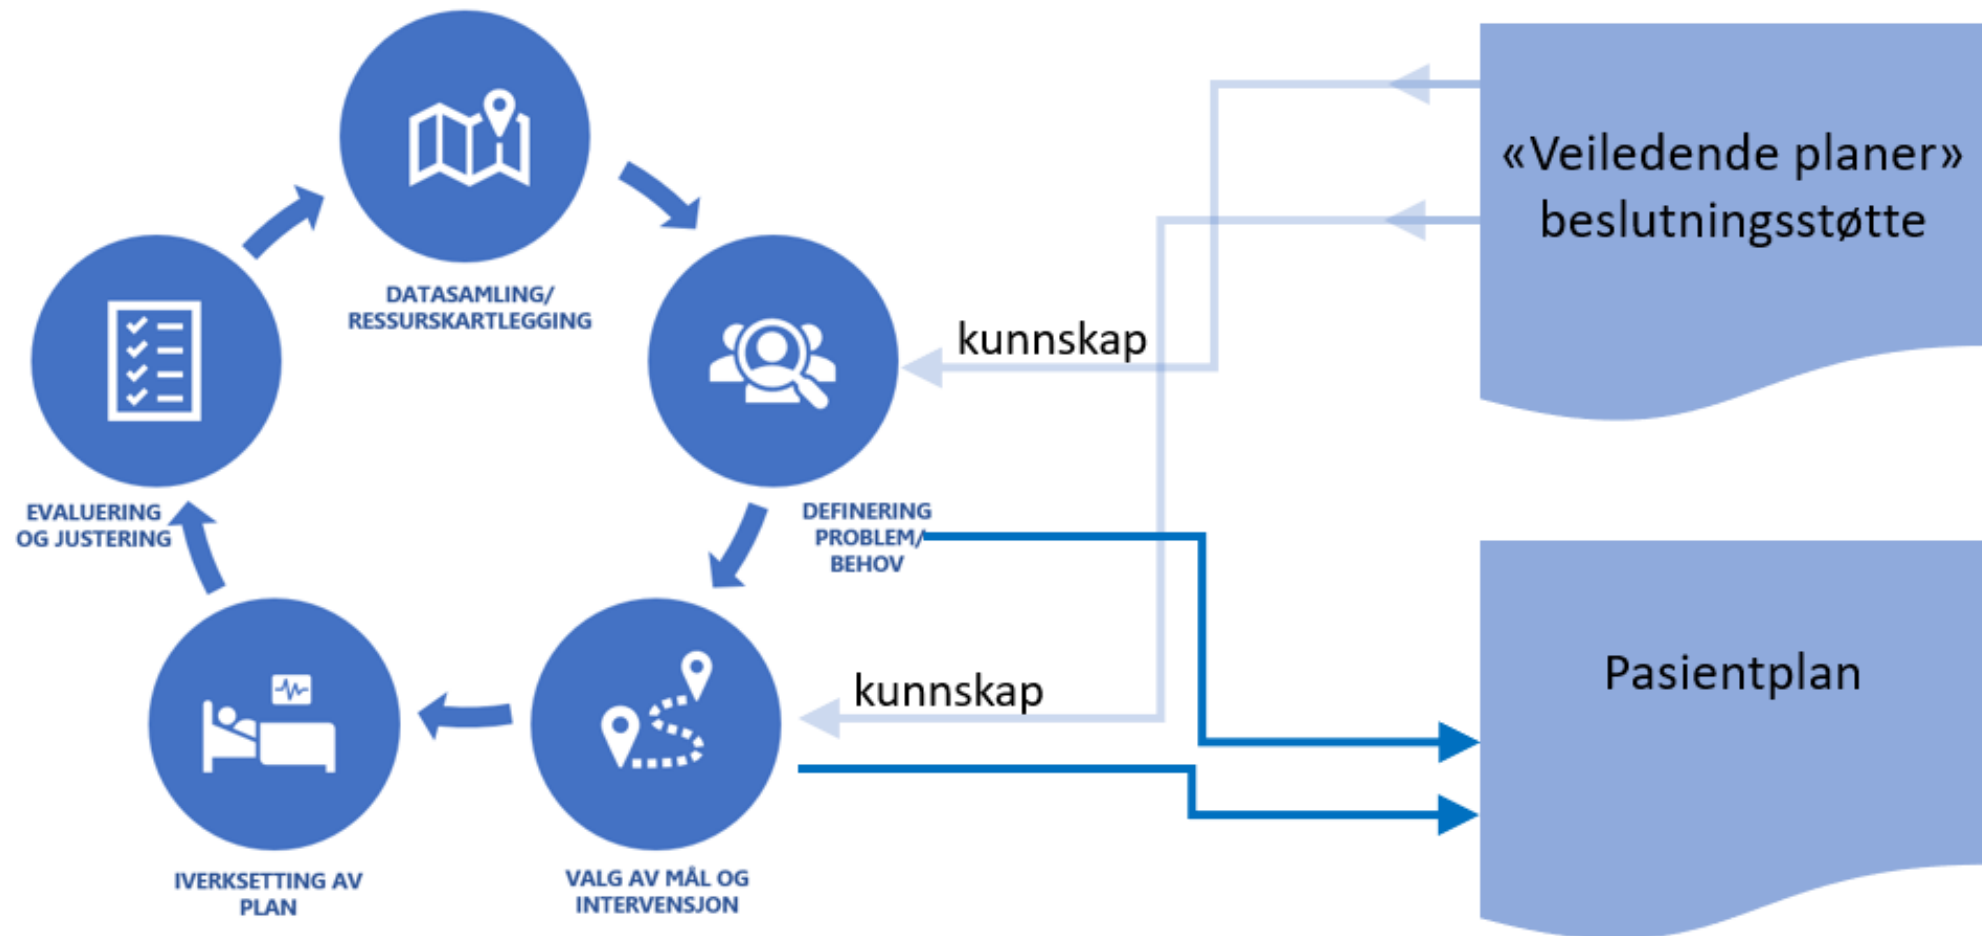 DATASAMLING/
RESSURSKARTLEGGING
«Veiledende planer»
beslutningsstøtte
kunnskap
EVALUERING
OG JUSTERING
DEFINERING
PROBLEM/
BEHOV
kunnskap
Pasientplan
IVERKSETTING AV
PLAN
VALG AV MÅL OG
INTERVENSJON